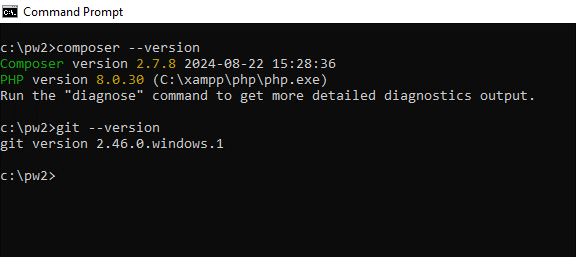 Command Prompt
c:\pw2>composer --version
Composer version 2.7.8 2024-08-22 15:28:36
PHP version 8.0.30 (C:\xampp\php\php.exe)
Run the "diagnose" command to get more detailed diagnostics output.
c:\pw2>git --version
git version 2.46.0.windows.1
c:\pw2>